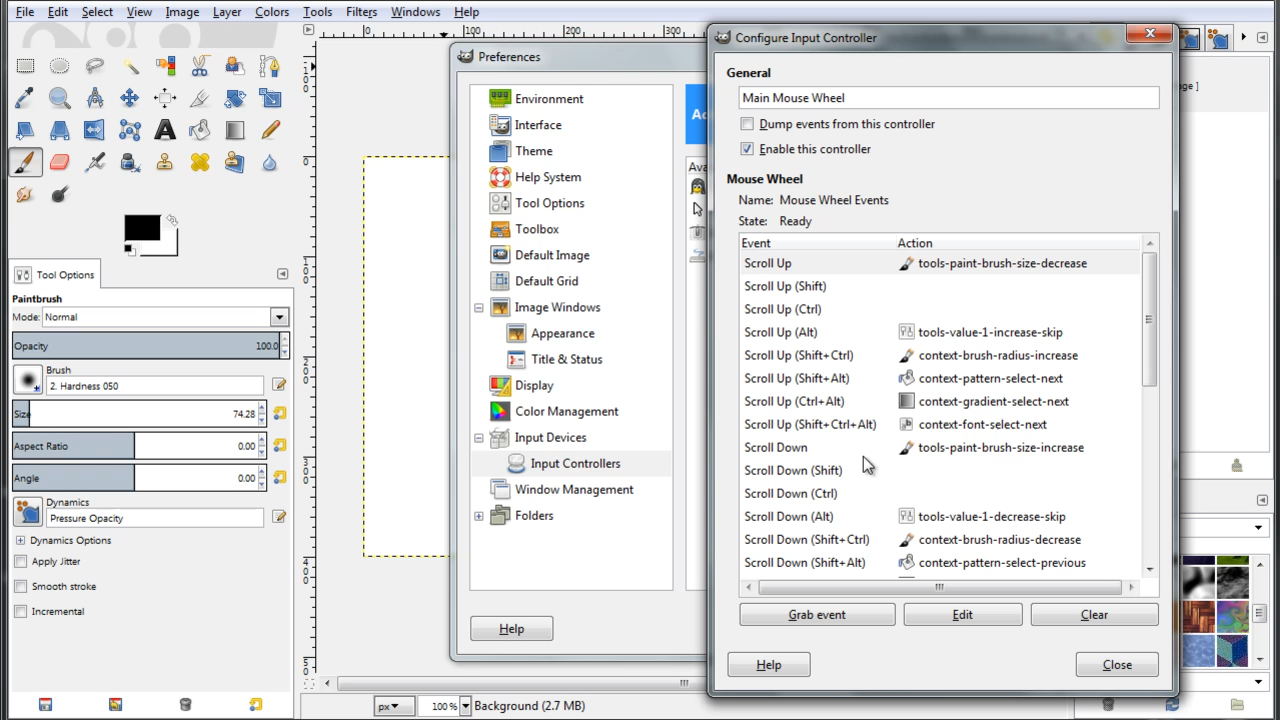 File Edit Select View Image Layer Colors Tools Filters Windows Help
0 100 200 300
Preferences
Configure Input Controller
General
Main Mouse Wheel
Dump events from this controller
Enable this controller
Mouse Wheel
Name: Mouse Wheel Events
State: Ready
Event Action
Scroll Up tools-paint-brush-size-decrease
Scroll Up (Shift)
Scroll Up (Ctrl)
Scroll Up (Alt) tools-value-1-increase-skip
Scroll Up (Shift+Ctrl) context-brush-radius-increase
Scroll Up (Shift+Alt) context-pattern-select-next
Scroll Up (Ctrl+Alt) context-gradient-select-next
Scroll Up (Shift+Ctrl+Alt) context-font-select-next
Scroll Down tools-paint-brush-size-increase
Scroll Down (Shift)
Scroll Down (Ctrl)
Scroll Down (Alt) tools-value-1-decrease-skip
Scroll Down (Shift+Ctrl) context-brush-radius-decrease
Scroll Down (Shift+Alt) context-pattern-select-previous
Grab event Edit Clear
Help Close
Environment
Interface
Theme
Help System
Tool Options
Toolbox
Default Image
Default Grid
Image Windows
Appearance
Title & Status
Display
Color Management
Input Devices
Input Controllers
Window Management
Folders
Help
Ac
Ava
age ]
Tool Options
Paintbrush
Mode: Normal
Opacity 100.0
Brush
2. Hardness 050
Size 74.28
Aspect Ratio 0.00
Angle 0.00
Dynamics
Pressure Opacity
Dynamics Options
Apply Jitter
Smooth stroke
Incremental
px 100 % Background (2.7 MB)